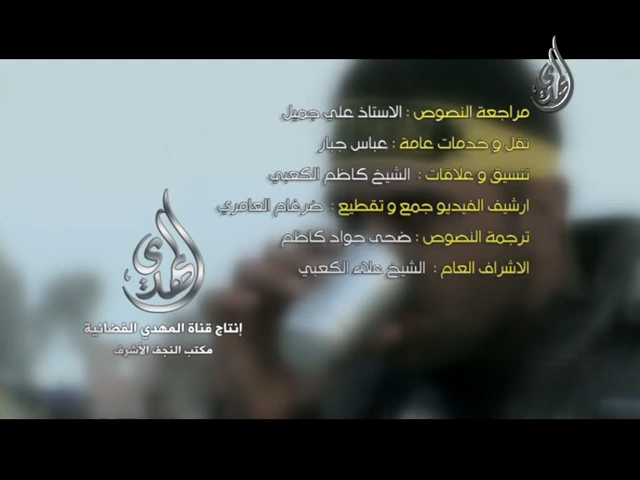 مراجعة النصوص : الاستاذ علي جميل
نقل و خدمات عامة : عباس جبار
تنسيق و علاقات : الشيخ كاظم الكعبي
ارشيف الفيديو جمع و تقطيع : ضرغام العامري
ترجمة النصوص : ضحى جواد كاظم
الاشراف العام : الشيخ علاء الكعبي
المهدي
إنتاج قناة المهدي الفضائية
مكتب النجف الأشرف